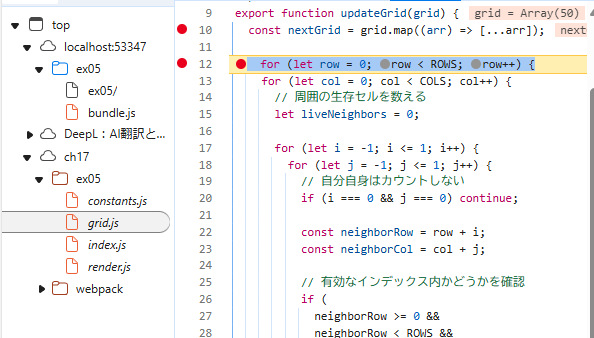 top
localhost:53347
ex05
ex05/
bundle.js
DeepL：AI翻訳と...
ch17
ex05
constants.js
grid.js
index.js
render.js
webpack
9 export function updateGrid(grid) { grid = Array(50)
10 const nextGrid = grid.map((arr) => [...arr]); next
11
12 for (let row = 0; row < ROWS; row++) {
13 for (let col = 0; col < COLS; col++) {
14 // 周囲の生存セルを数える
15 let liveNeighbors = 0;
16
17 for (let i = -1; i <= 1; i++) {
18 for (let j = -1; j <= 1; j++) {
19 // 自分自身はカウントしない
20 if (i === 0 && j === 0) continue;
21
22 const neighborRow = row + i;
23 const neighborCol = col + j;
24
25 // 有効なインデックス内かどうかを確認
26 if (
27 neighborRow >= 0 &&
28 neighborRow < ROWS &&